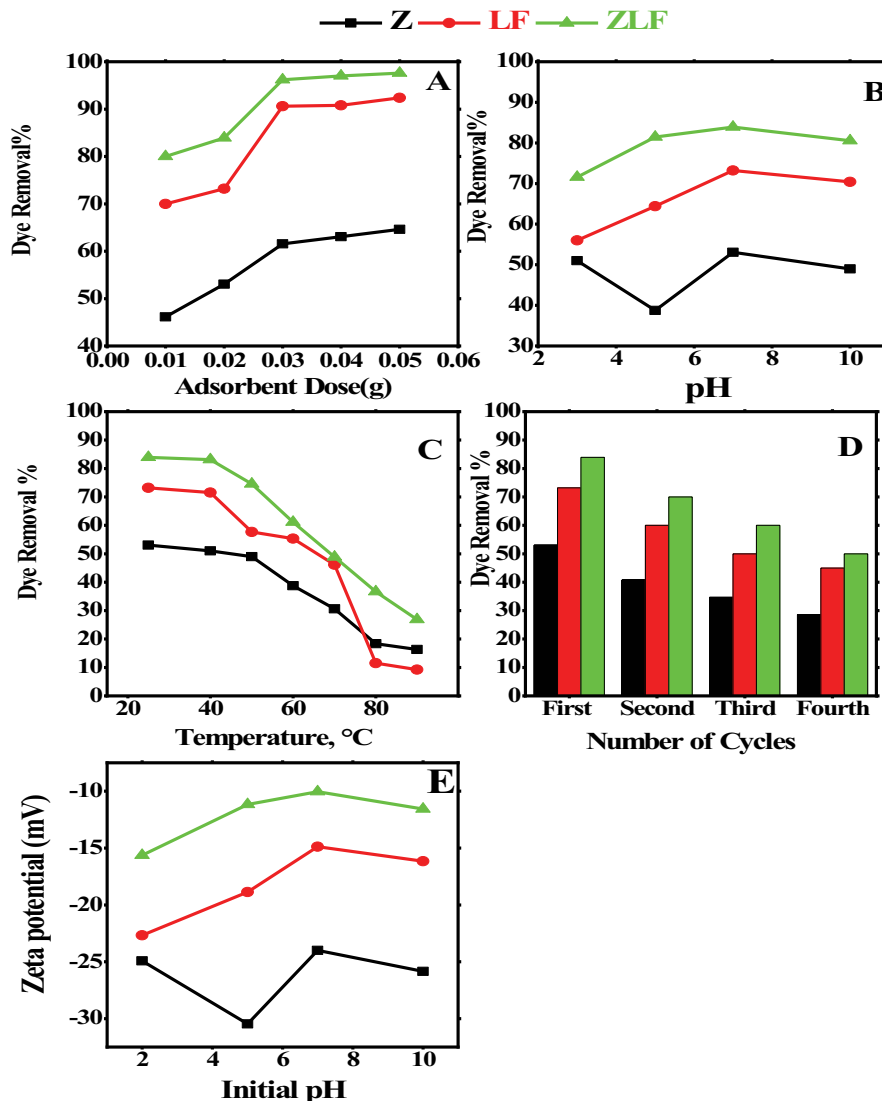 Z LF ZLF
A
Dye Removal%
100
90
80
70
60
50
40
0.00 0.01 0.02 0.03 0.04 0.05 0.06
Adsorbent Dose(g)
B
Dye Removal%
100
90
80
70
60
50
40
30
2 4 6 8 10
pH
C
Dye Removal %
100
90
80
70
60
50
40
30
20
10
0
20 40 60 80
Temperature, °C
D
Dye Removal %
100
90
80
70
60
50
40
30
20
10
0
First Second Third Fourth
Number of Cycles
E
Zeta potential (mV)
-10
-15
-20
-25
-30
2 4 6 8 10
Initial pH